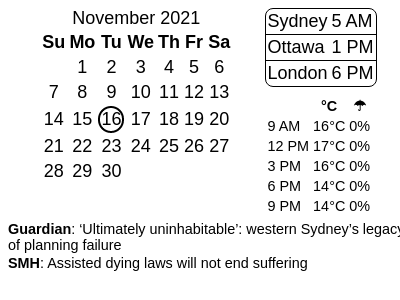 November 2021
Su Mo Tu We Th Fr Sa
1 2 3 4 5 6
7 8 9 10 11 12 13
14 15 16 17 18 19 20
21 22 23 24 25 26 27
28 29 30
Sydney 5 AM
Ottawa 1 PM
London 6 PM
°C ☂
9 AM 16°C 0%
12 PM 17°C 0%
3 PM 16°C 0%
6 PM 14°C 0%
9 PM 14°C 0%
Guardian: ‘Ultimately uninhabitable’: western Sydney’s legacy
of planning failure
SMH: Assisted dying laws will not end suffering